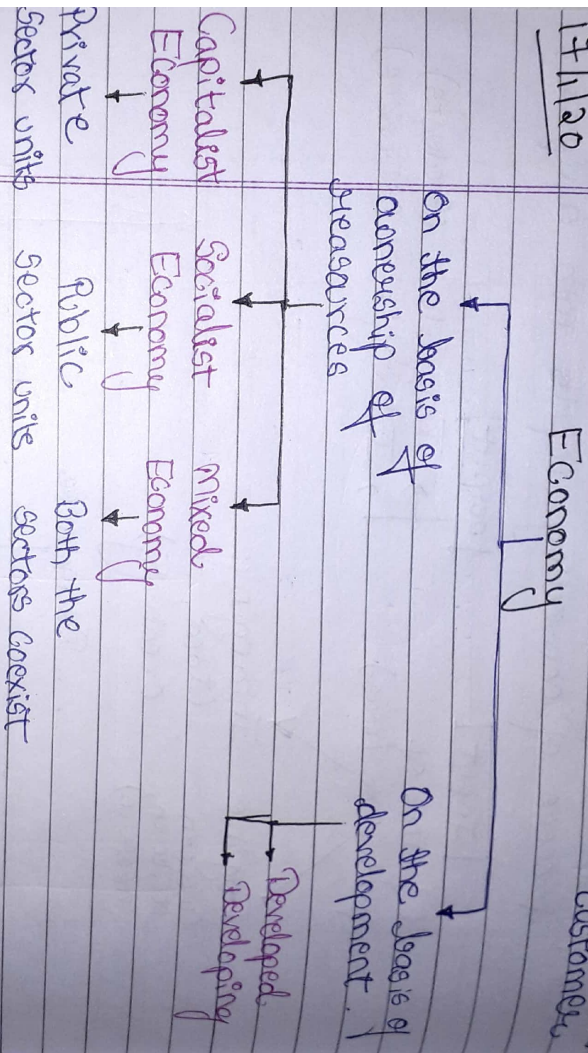 17/1/20
Customer
Economy
On the basis of
ownership of
reasources
On the basis of
development.
Capitalist
Economy
Socialist
Economy
Mixed
Economy
Developed
Developing
Private
Sector units
Public
Sector units
Both the
sectors Coexist